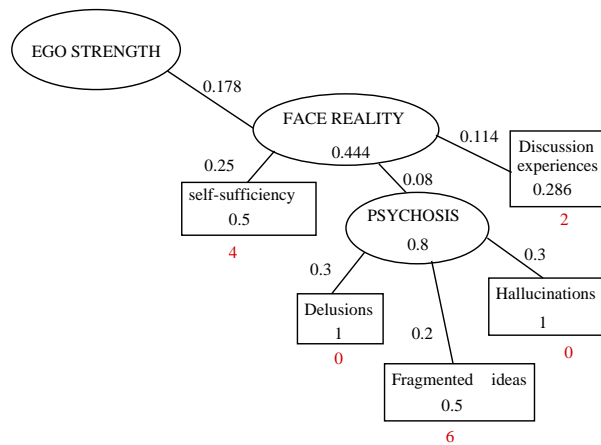 EGO STRENGTH
0.178
FACE REALITY
0.444
0.114
Discussion
experiences
0.286
2
0.25
self-sufficiency
0.5
4
0.08
PSYCHOSIS
0.8
0.3
Delusions
1
0
0.2
Fragmented ideas
0.5
6
0.3
Hallucinations
1
0